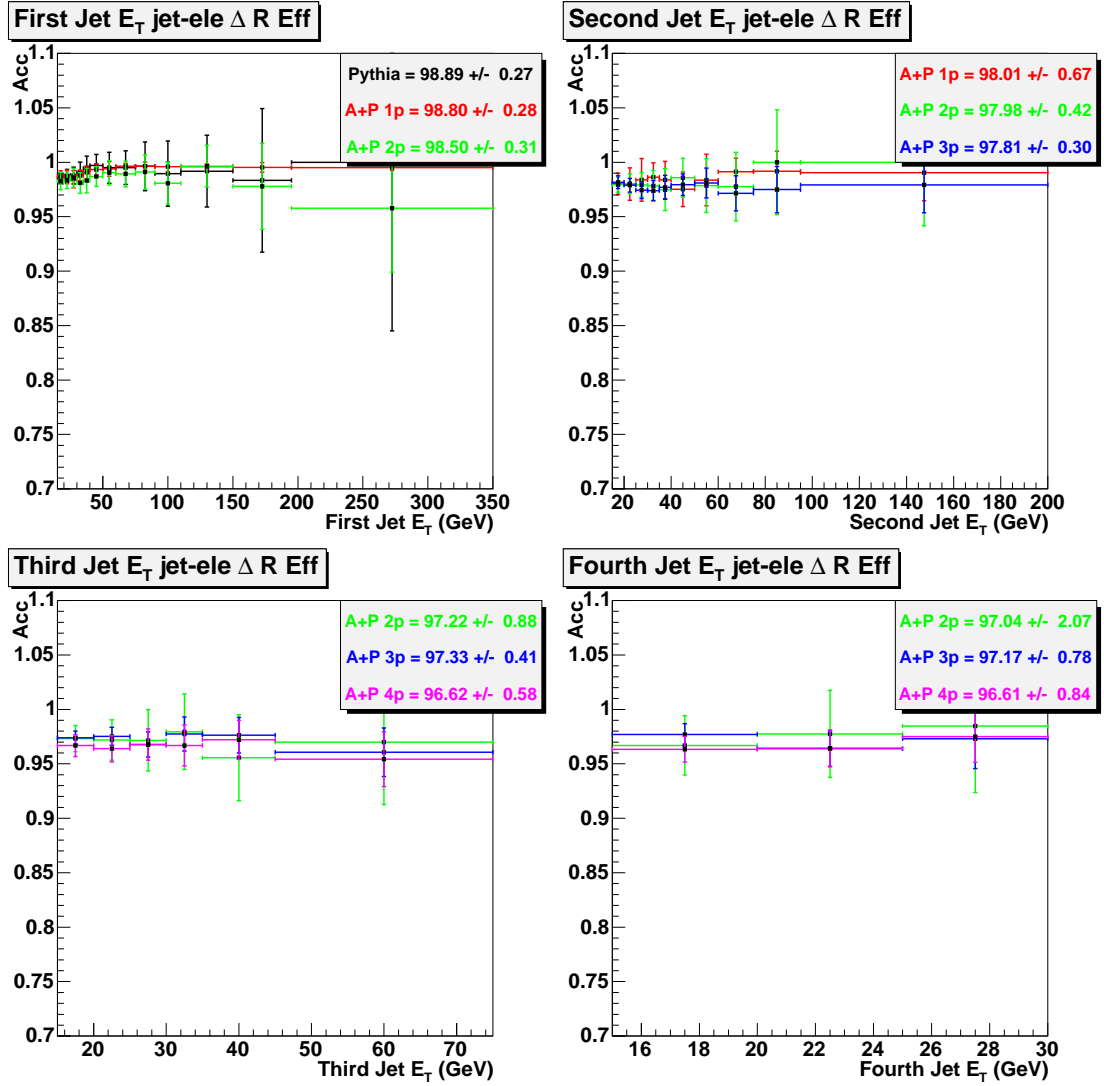 First Jet E_T jet-ele Δ R Eff
Acc
1.1
1.05
1
0.95
0.9
0.85
0.8
0.75
0.7
Pythia = 98.89 +/- 0.27
A+P 1p = 98.80 +/- 0.28
A+P 2p = 98.50 +/- 0.31
50 100 150 200 250 300 350
First Jet E_T (GeV)
Second Jet E_T jet-ele Δ R Eff
Acc
1.1
1.05
1
0.95
0.9
0.85
0.8
0.75
0.7
A+P 1p = 98.01 +/- 0.67
A+P 2p = 97.98 +/- 0.42
A+P 3p = 97.81 +/- 0.30
20 40 60 80 100 120 140 160 180 200
Second Jet E_T (GeV)
Third Jet E_T jet-ele Δ R Eff
Acc
1.1
1.05
1
0.95
0.9
0.85
0.8
0.75
0.7
A+P 2p = 97.22 +/- 0.88
A+P 3p = 97.33 +/- 0.41
A+P 4p = 96.62 +/- 0.58
20 30 40 50 60 70
Third Jet E_T (GeV)
Fourth Jet E_T jet-ele Δ R Eff
Acc
1.1
1.05
1
0.95
0.9
0.85
0.8
0.75
0.7
A+P 2p = 97.04 +/- 2.07
A+P 3p = 97.17 +/- 0.78
A+P 4p = 96.61 +/- 0.84
16 18 20 22 24 26 28 30
Fourth Jet E_T (GeV)